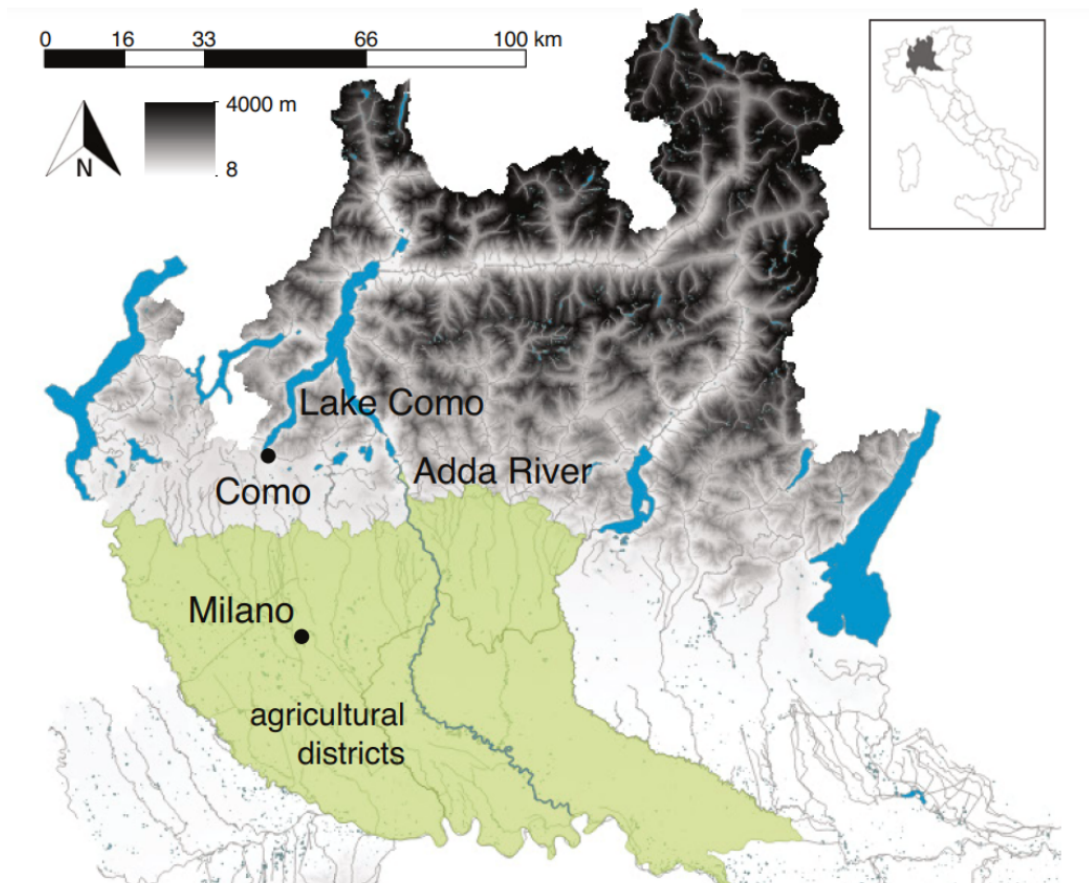 0 16 33 66 100 km
4000 m
8
N
Lake Como
Adda River
Como
Milano
agricultural
districts